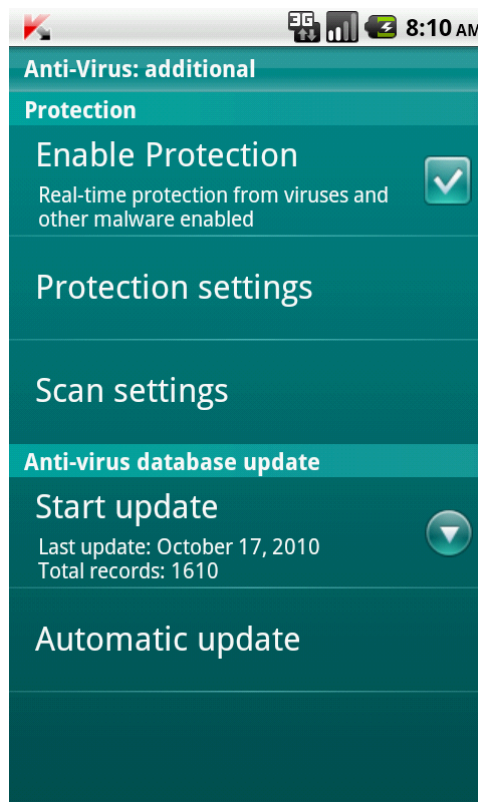 3G 8:10 AM
Anti-Virus: additional
Protection
Enable Protection
Real-time protection from viruses and
other malware enabled
Protection settings
Scan settings
Anti-virus database update
Start update
Last update: October 17, 2010
Total records: 1610
Automatic update